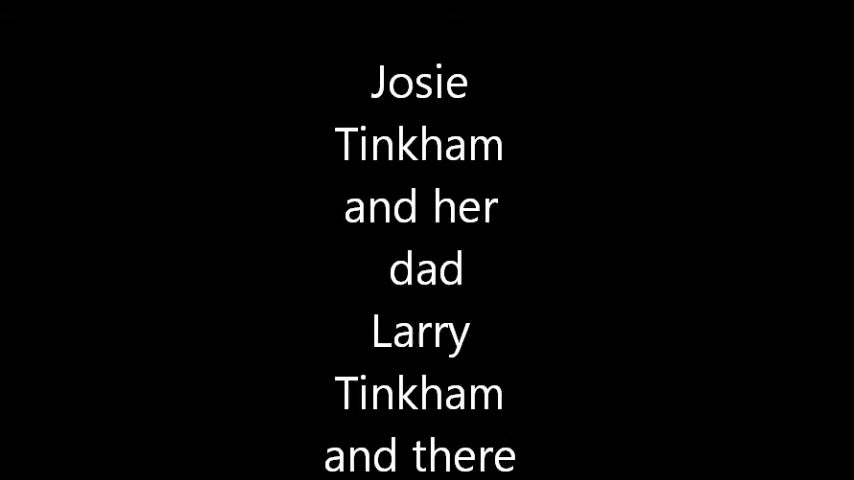 Josie
Tinkham
and her
dad
Larry
Tinkham
and there